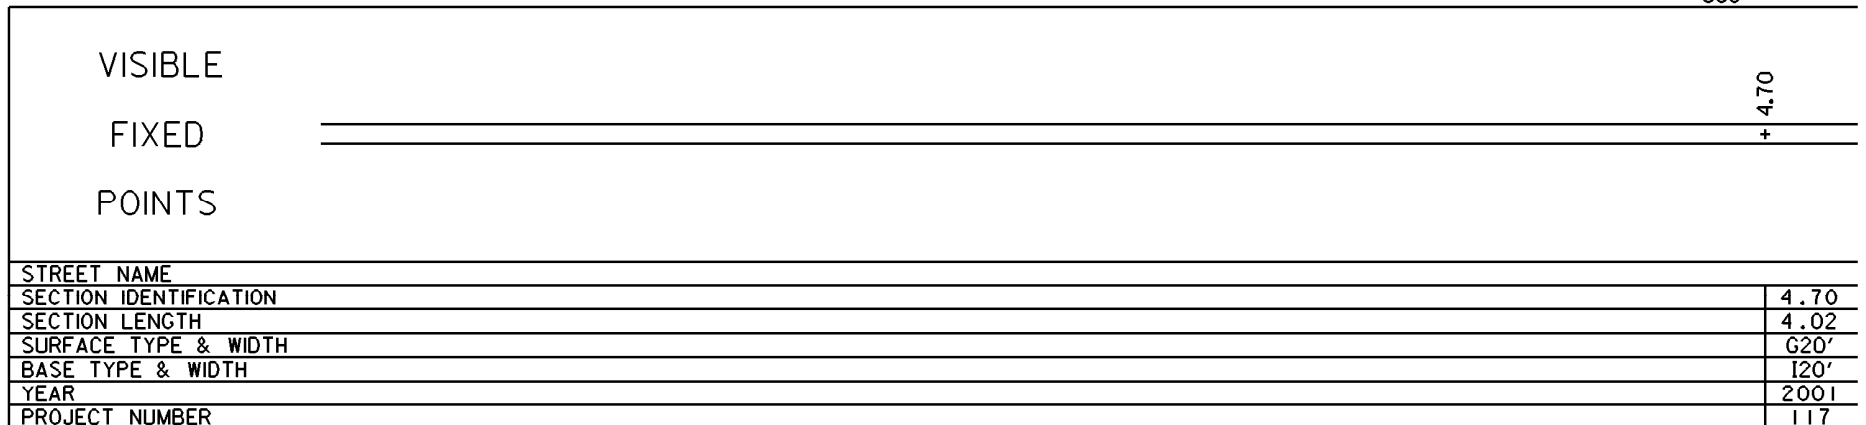 VISIBLE
FIXED
POINTS
4.70
+
STREET NAME
SECTION IDENTIFICATION 4.70
SECTION LENGTH 4.02
SURFACE TYPE & WIDTH G20'
BASE TYPE & WIDTH I20'
YEAR 2001
PROJECT NUMBER 117